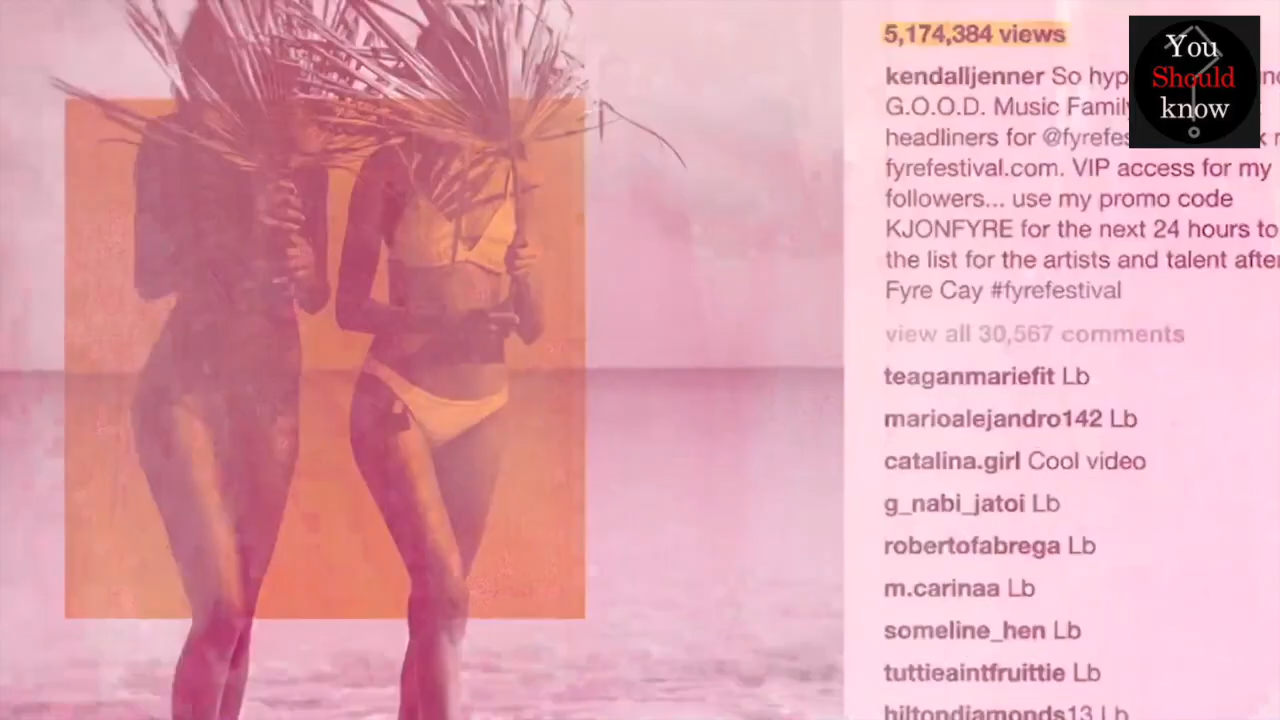 5,174,384 views
kendalljenner So hyp
G.O.O.D. Music Family
headliners for @fyrefes
fyrefestival.com. VIP access for my
followers... use my promo code
KJONFYRE for the next 24 hours to
the list for the artists and talent after
Fyre Cay #fyrefestival
view all 30,567 comments
teaganmariefit Lb
marioalejandro142 Lb
catalina.girl Cool video
g_nabi_jatoi Lb
robertofabrega Lb
m.carinaa Lb
someline_hen Lb
tuttieaintfruittie Lb
hiltondiamonds13 Lb
You
Should
know